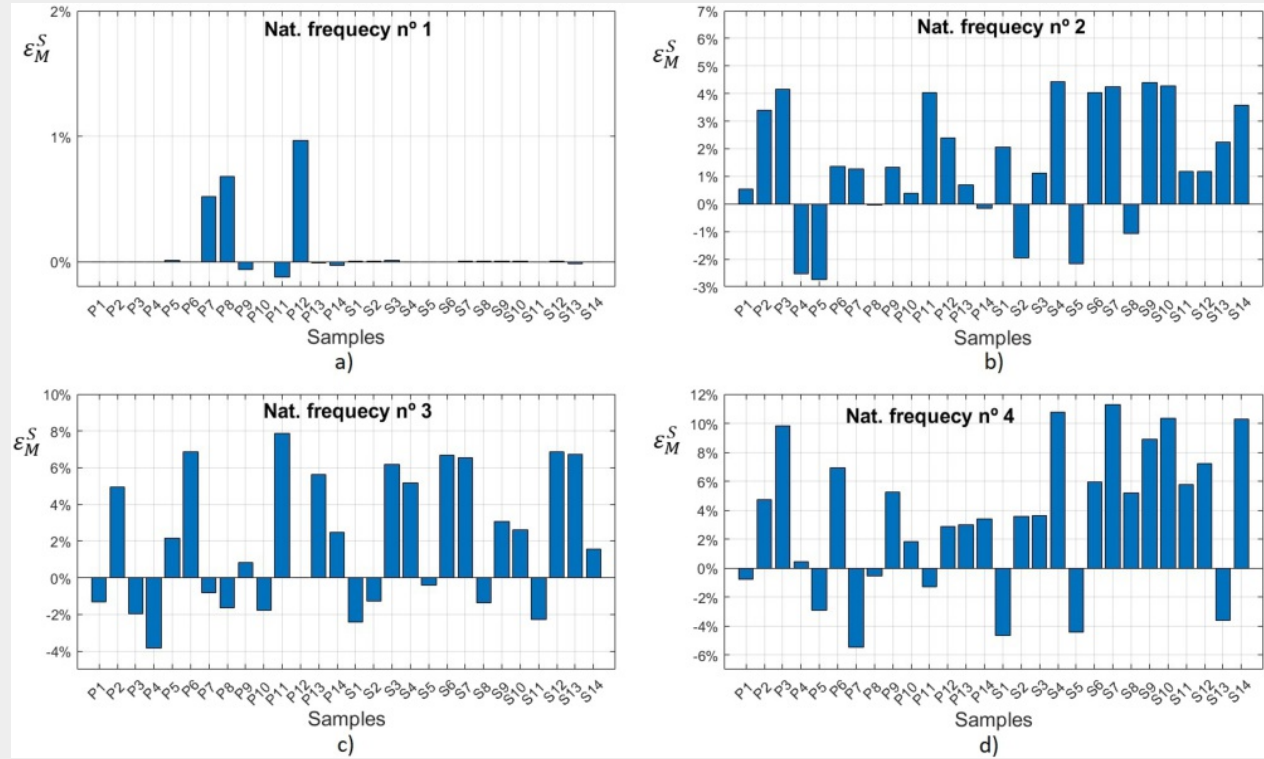 2%
1%
0%
ε_M^S
Nat. frequecy nº 1
P1 P2 P3 P4 P5 P6 P7 P8 P9 P10 P11 P12 P13 P14 S1 S2 S3 S4 S5 S6 S7 S8 S9 S10 S11 S12 S13 S14
Samples
a)
7%
6%
5%
4%
3%
2%
1%
0%
-1%
-2%
-3%
ε_M^S
Nat. frequecy nº 2
P1 P2 P3 P4 P5 P6 P7 P8 P9 P10 P11 P12 P13 P14 S1 S2 S3 S4 S5 S6 S7 S8 S9 S10 S11 S12 S13 S14
Samples
b)
10%
8%
6%
4%
2%
0%
-2%
-4%
ε_M^S
Nat. frequecy nº 3
P1 P2 P3 P4 P5 P6 P7 P8 P9 P10 P11 P12 P13 P14 S1 S2 S3 S4 S5 S6 S7 S8 S9 S10 S11 S12 S13 S14
Samples
c)
12%
10%
8%
6%
4%
2%
0%
-2%
-4%
-6%
ε_M^S
Nat. frequecy nº 4
P1 P2 P3 P4 P5 P6 P7 P8 P9 P10 P11 P12 P13 P14 S1 S2 S3 S4 S5 S6 S7 S8 S9 S10 S11 S12 S13 S14
Samples
d)